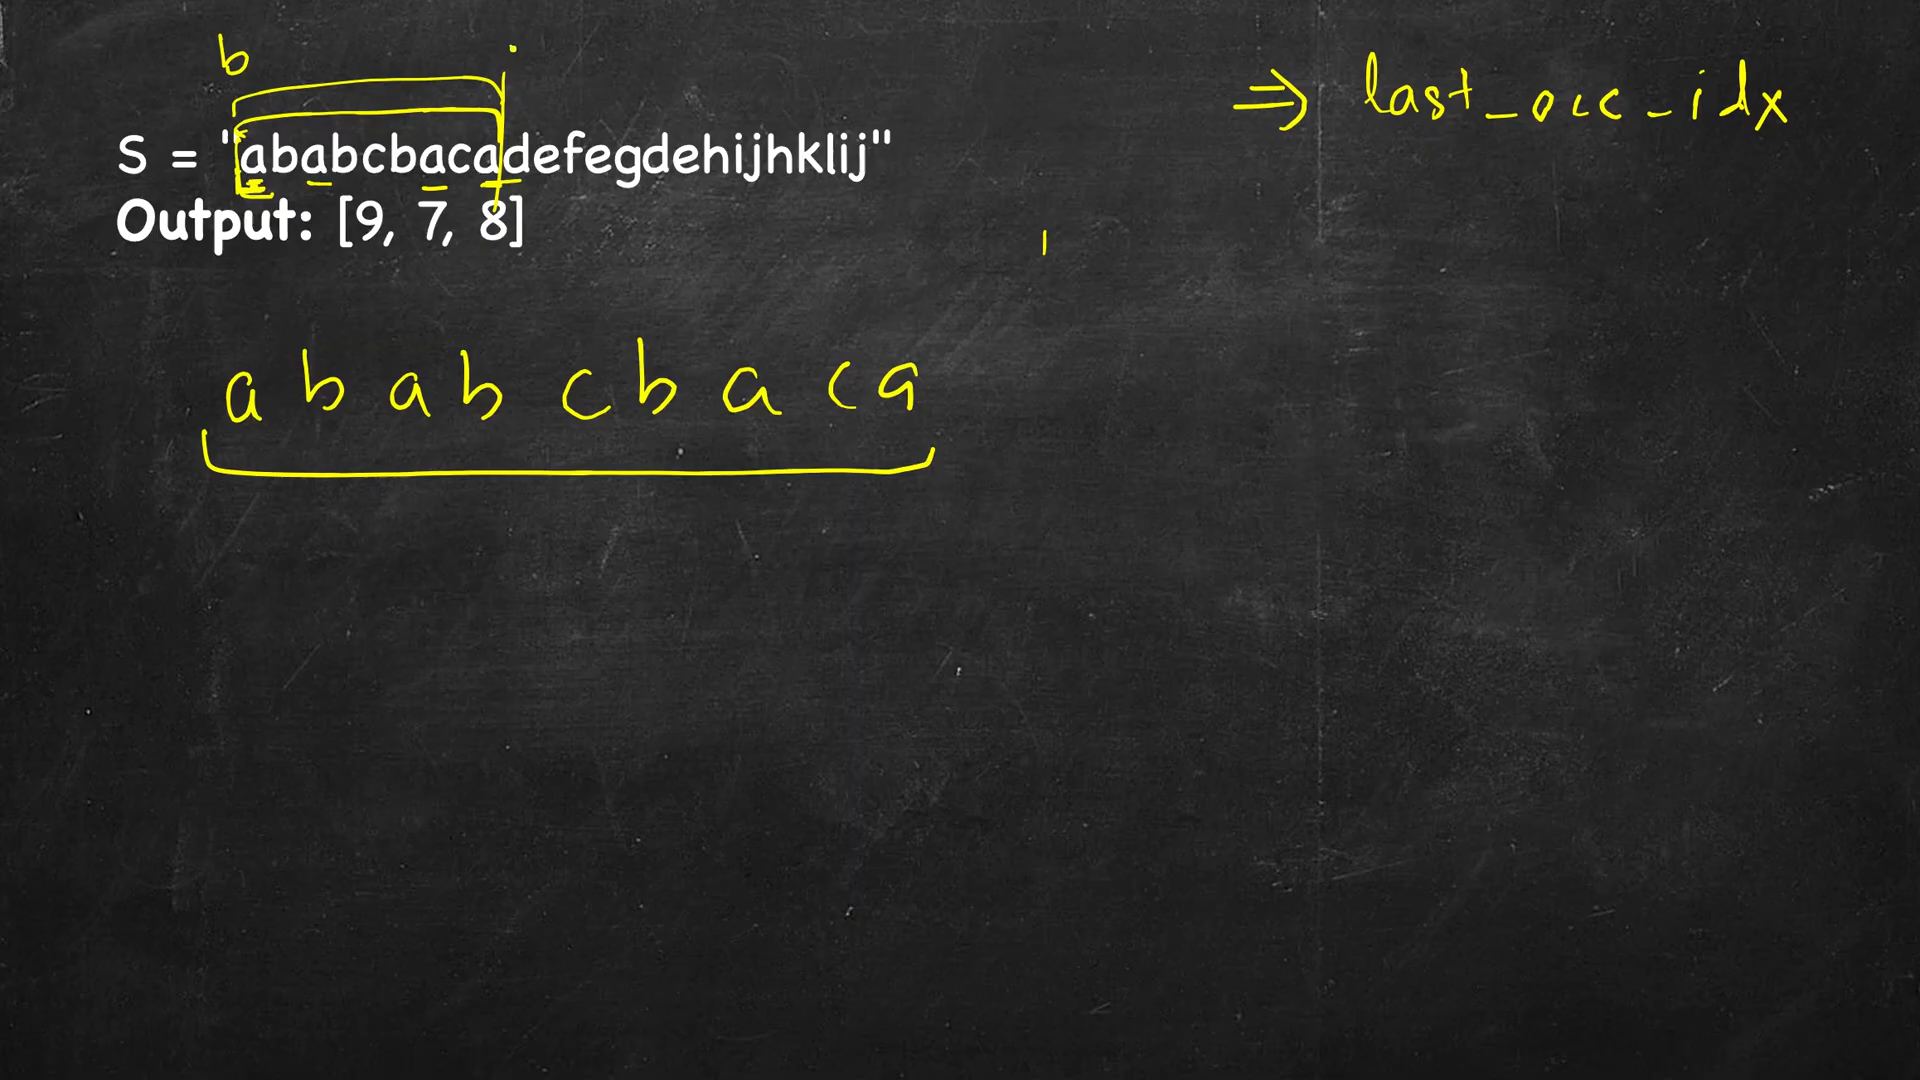 b
⇒ last_occ_idx
S = "ababcbacadefegdehijhklij"
Output: [9, 7, 8]
a b a b c b a c a